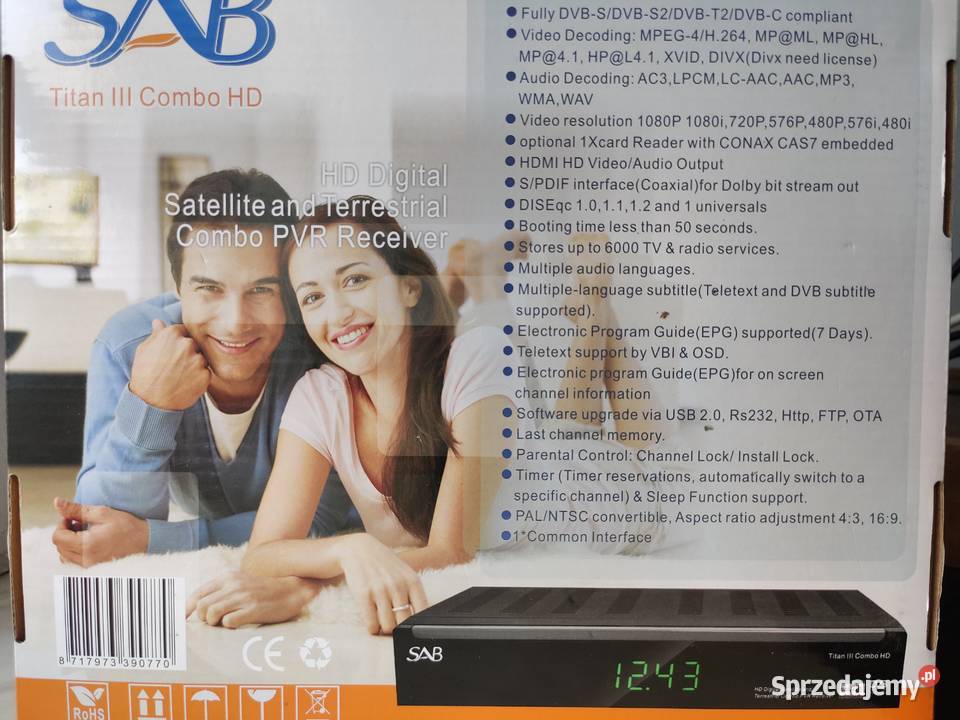 SAB
Titan III Combo HD
HD Digital
Satellite and Terrestrial
Combo PVR Receiver
Fully DVB-S/DVB-S2/DVB-T2/DVB-C compliant
Video Decoding: MPEG-4/H.264, MP@ML, MP@HL,
MP@4.1, HP@L4.1, XVID, DIVX(Divx need license)
Audio Decoding: AC3,LPCM,LC-AAC,AAC,MP3,
WMA,WAV
Video resolution 1080P 1080i,720P,576P,480P,576i,480i
optional 1Xcard Reader with CONAX CAS7 embedded
HDMI HD Video/Audio Output
S/PDIF interface(Coaxial)for Dolby bit stream out
DISEqc 1.0,1.1,1.2 and 1 universals
Booting time less than 50 seconds.
Stores up to 6000 TV & radio services.
Multiple audio languages.
Multiple-language subtitle(Teletext and DVB subtitle
supported).
Electronic Program Guide(EPG) supported(7 Days).
Teletext support by VBI & OSD.
Electronic program Guide(EPG)for on screen
channel information
Software upgrade via USB 2.0, Rs232, Http, FTP, OTA
Last channel memory.
Parental Control: Channel Lock/ Install Lock.
Timer (Timer reservations, automatically switch to a
specific channel) & Sleep Function support.
PAL/NTSC convertible, Aspect ratio adjustment 4:3, 16:9.
1*Common Interface
8 717973 390770
CE
SAB
Titan III Combo HD
12.43
RoHS
Sprzedajemy.pl